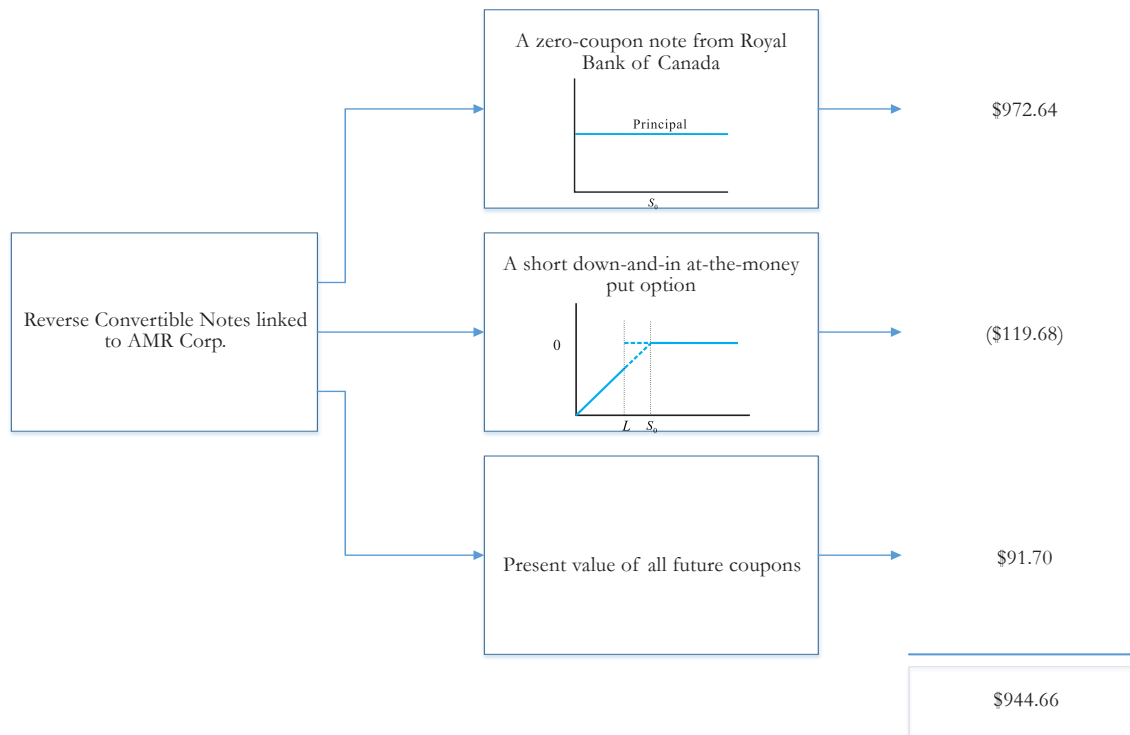 A zero-coupon note from Royal
Bank of Canada
Principal
S₀
$972.64
Reverse Convertible Notes linked
to AMR Corp.
A short down-and-in at-the-money
put option
0
L S₀
($119.68)
Present value of all future coupons
$91.70
$944.66